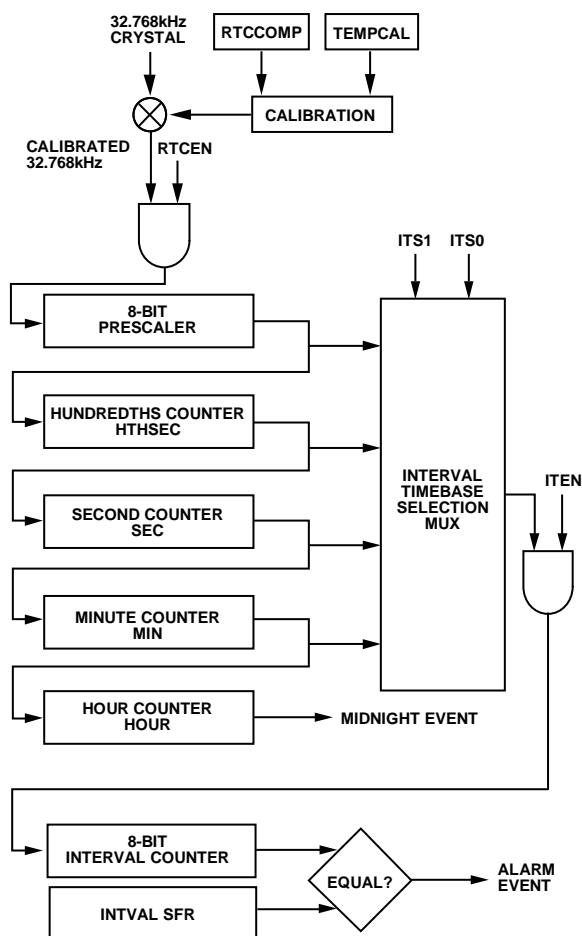 32.768kHz
CRYSTAL
RTCCOMP
TEMPCAL
CALIBRATION
CALIBRATED
32.768kHz
RTCEN
ITS1
ITS0
8-BIT
PRESCALER
HUNDREDTHS COUNTER
HTHSEC
INTERVAL
TIMEBASE
SELECTION
MUX
ITEN
SECOND COUNTER
SEC
MINUTE COUNTER
MIN
HOUR COUNTER
HOUR
MIDNIGHT EVENT
8-BIT
INTERVAL COUNTER
EQUAL?
ALARM
EVENT
INTVAL SFR